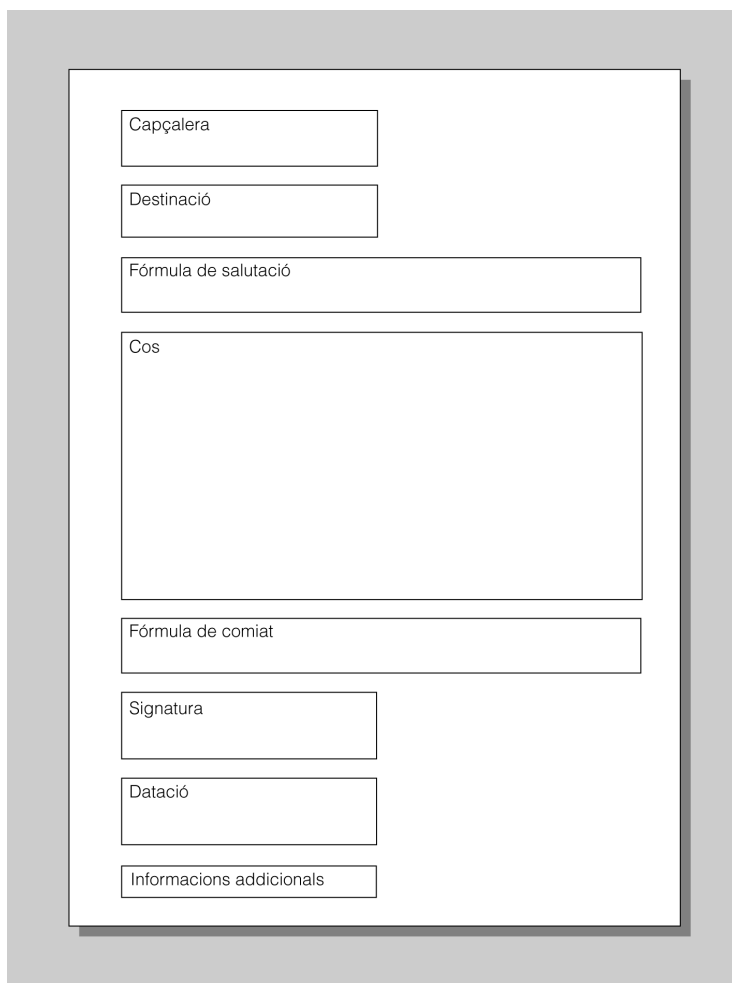 Capçalera
Destinació
Fórmula de salutació
Cos
Fórmula de comiat
Signatura
Datació
Informacions addicionals